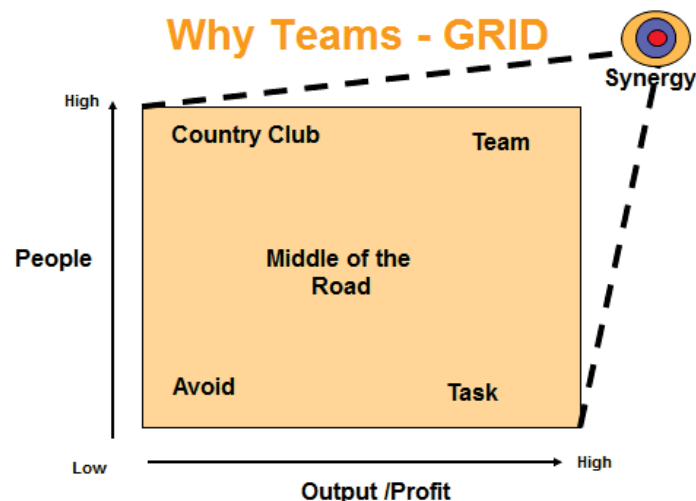 Why Teams - GRID
Synergy
High
Country Club
Team
People
Middle of the
Road
Avoid
Task
Low
High
Output /Profit